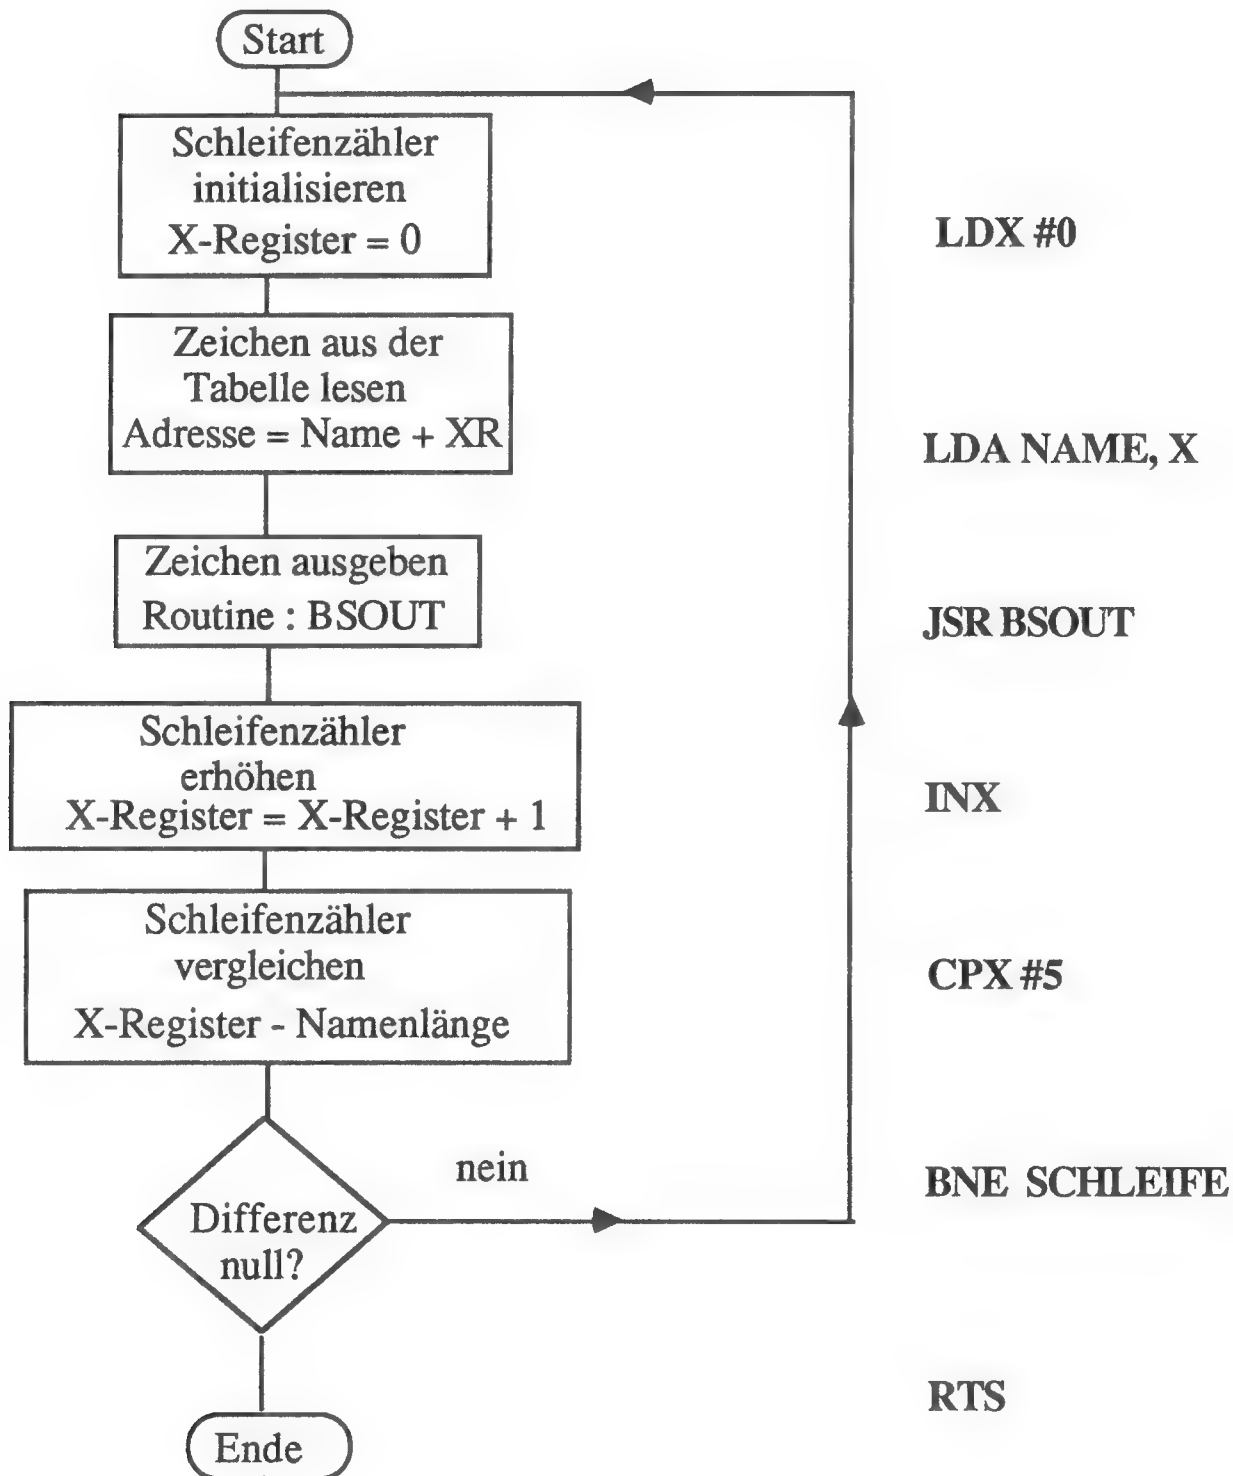 Start
Schleifenzähler
initialisieren
X-Register = 0
LDX #0
Zeichen aus der
Tabelle lesen
Adresse = Name + XR
LDA NAME, X
Zeichen ausgeben
Routine : BSOUT
JSR BSOUT
Schleifenzähler
erhöhen
X-Register = X-Register + 1
INX
Schleifenzähler
vergleichen
X-Register - Namenlänge
CPX #5
nein
Differenz
null?
BNE SCHLEIFE
RTS
Ende